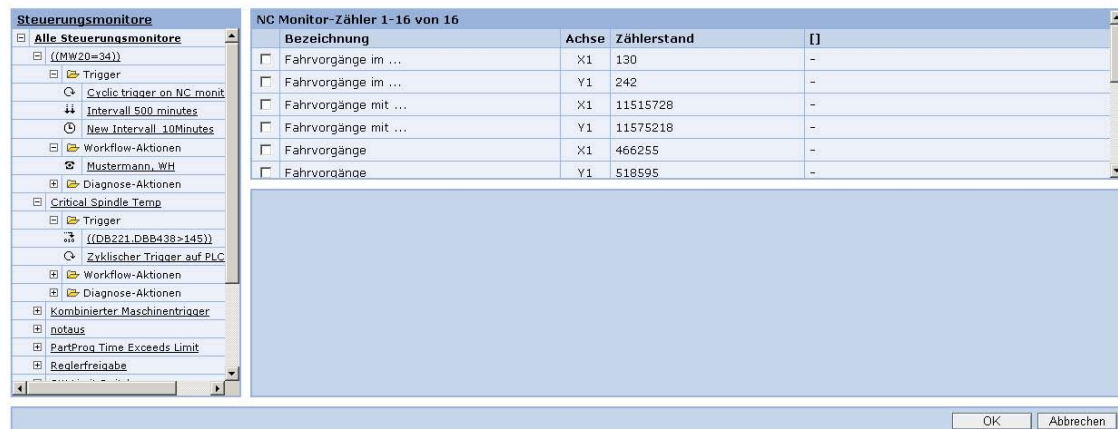 Steuerungsmonitore
Alle Steuerungsmonitore
((MW20=34))
Trigger
Cyclic trigger on NC monit
Intervall 500 minutes
New Intervall 10Minutes
Workflow-Aktionen
Mustermann, WH
Diagnose-Aktionen
Critical Spindle Temp
Trigger
((DB221.DBB438>145))
Zyklischer Trigger auf PLC
Workflow-Aktionen
Diagnose-Aktionen
Kombinierter Maschinentrigger
notaus
PartProg Time Exceeds Limit
Reglerfreigabe
NC Monitor-Zähler 1-16 von 16
Bezeichnung Achse Zählerstand []
Fahrvorgänge im ... X1 130 -
Fahrvorgänge im ... Y1 242 -
Fahrvorgänge mit ... X1 11515728 -
Fahrvorgänge mit ... Y1 11575218 -
Fahrvorgänge X1 466255 -
Fahrvorgänge Y1 518595 -
OK Abbrechen